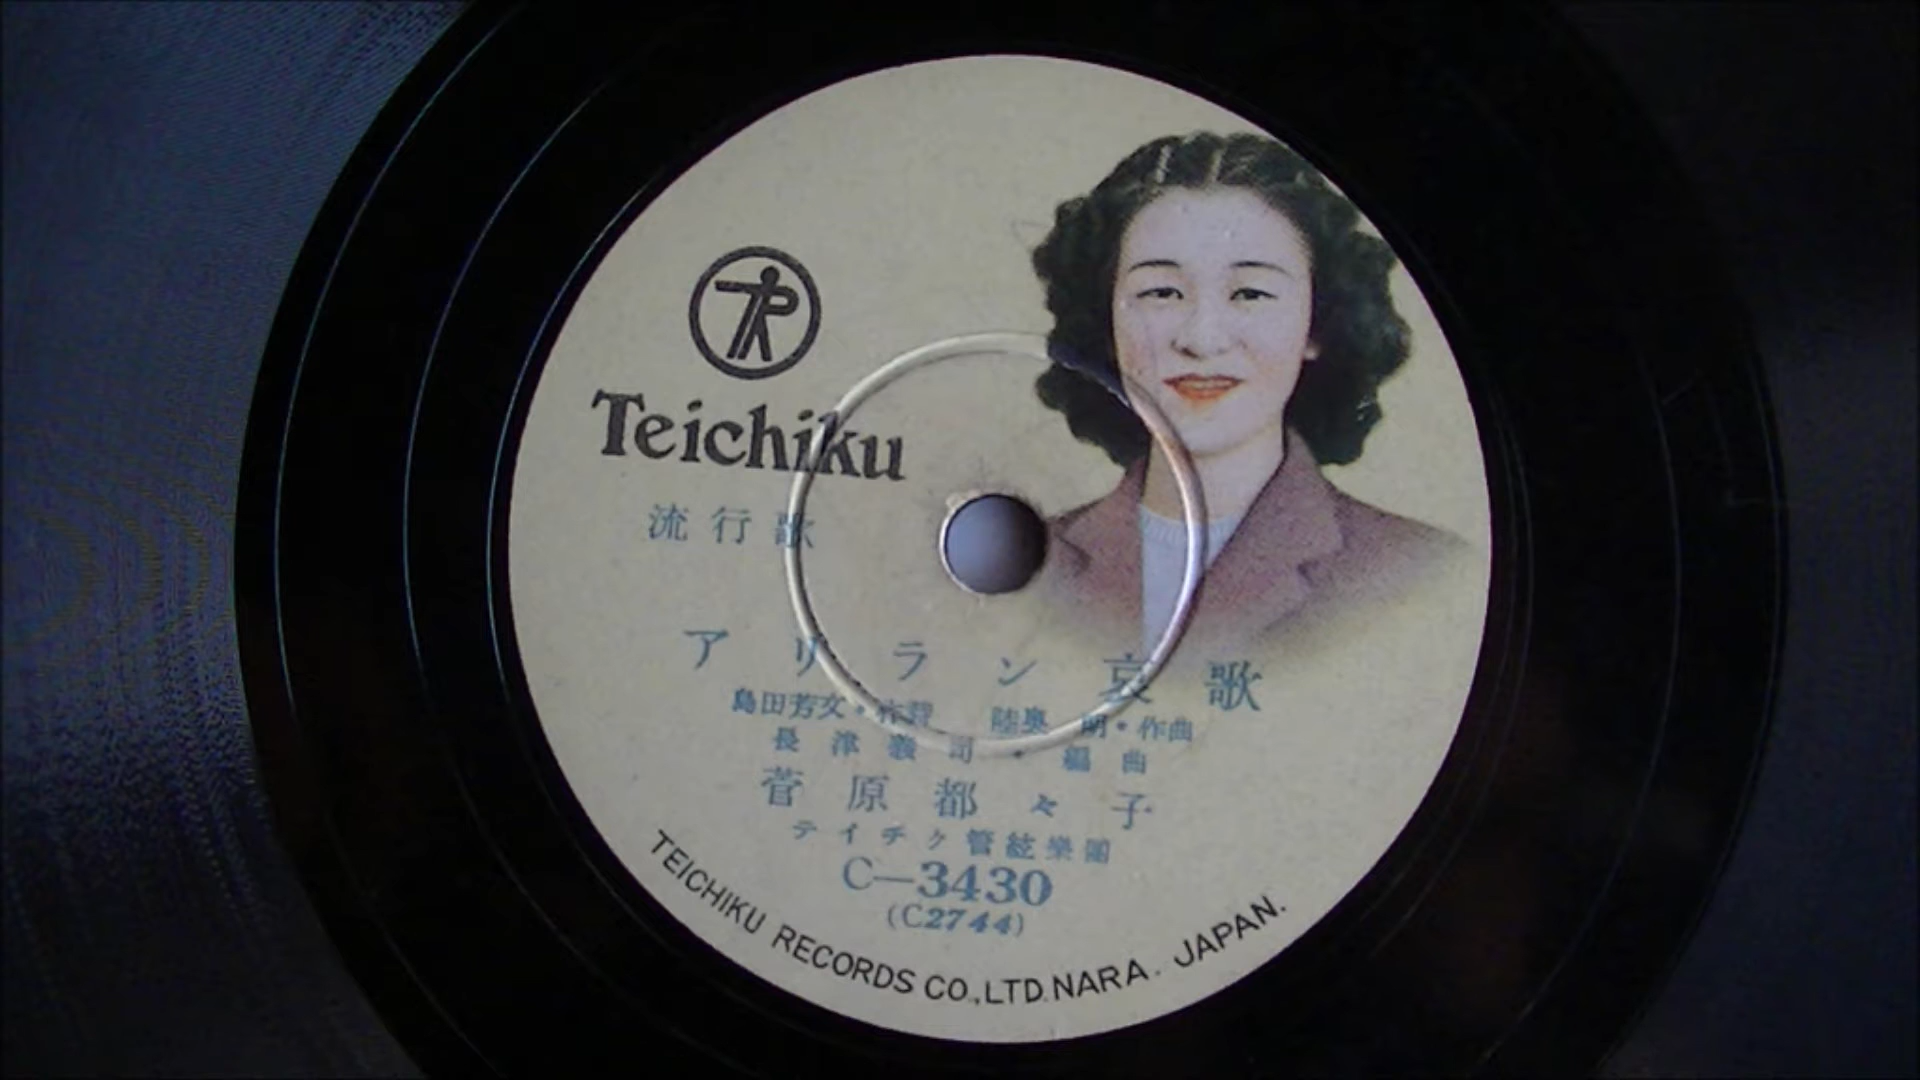 Teichiku
流行歌
アリラン哀歌
島田芳文・作詩 陸奥 明・作曲
長津義司・編曲
菅原都々子
テイチク管絃樂團
C—3430
(C2744)
TEICHIKU RECORDS CO.,LTD.NARA. JAPAN.